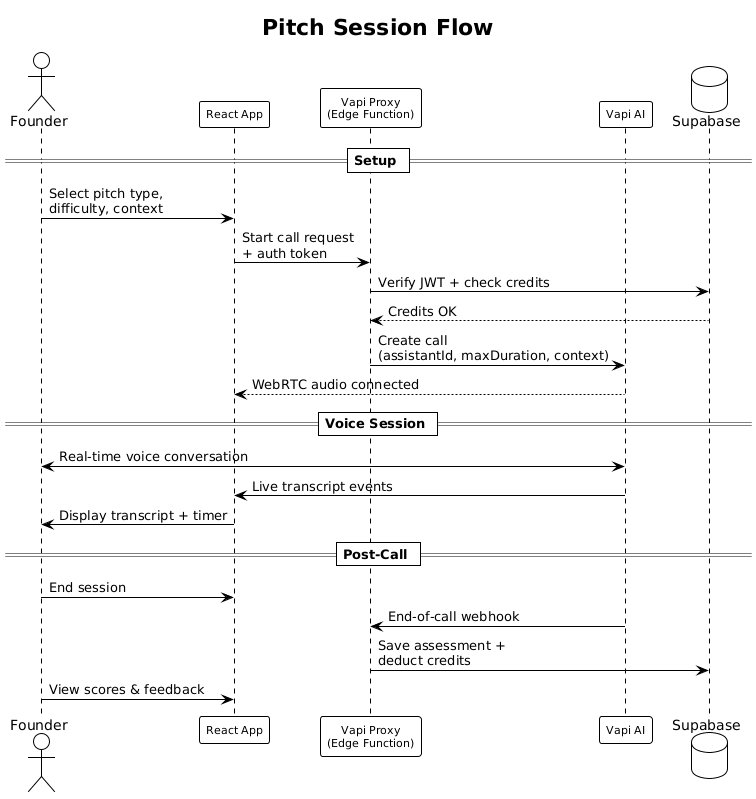 Pitch Session Flow
Founder
React App
Vapi Proxy
(Edge Function)
Vapi AI
Supabase
Setup
Select pitch type,
difficulty, context
Start call request
+ auth token
Verify JWT + check credits
Credits OK
Create call
(assistantId, maxDuration, context)
WebRTC audio connected
Voice Session
Real-time voice conversation
Live transcript events
Display transcript + timer
Post-Call
End session
End-of-call webhook
Save assessment +
deduct credits
View scores & feedback
Founder
React App
Vapi Proxy
(Edge Function)
Vapi AI
Supabase